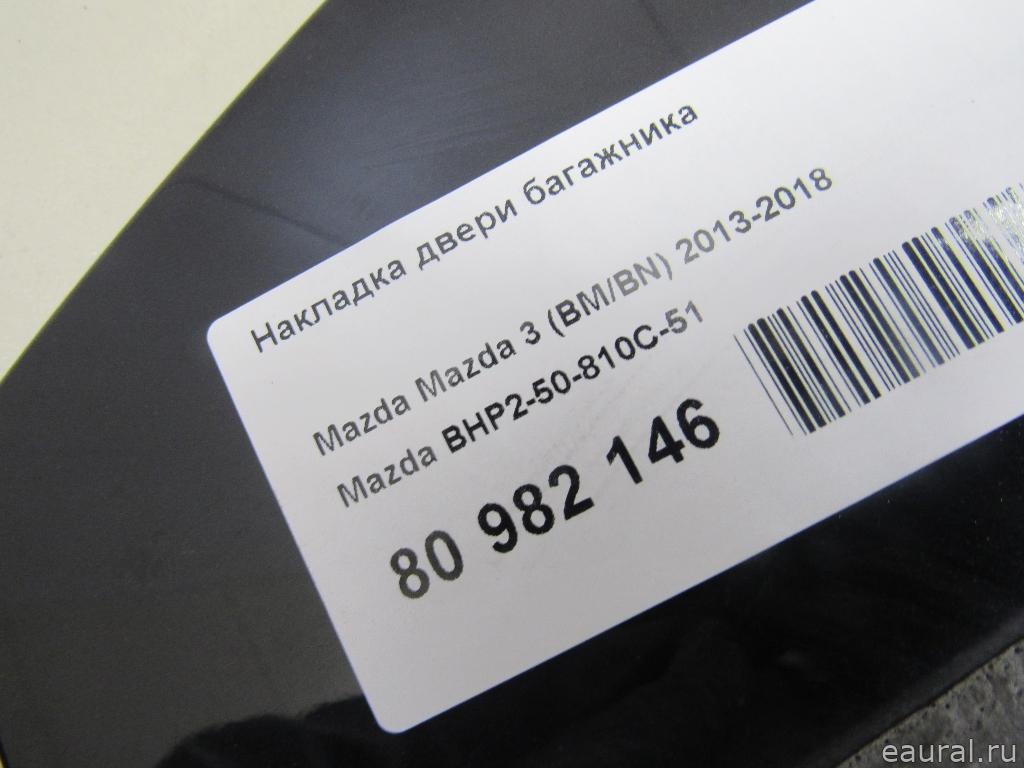 Накладка двери багажника
Mazda Mazda 3 (BM/BN) 2013-2018
Mazda BHP2-50-810C-51
80 982 146
eaural.ru